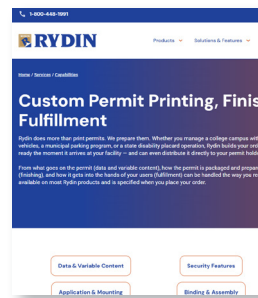 1-800-448-1991
RYDIN
Products
Solutions & Features
Home / Services / Capabilities
Custom Permit Printing, Finis
Fulfillment
Rydin does more than print permits. We prepare them. Whether you manage a college campus with
vehicles, a municipal parking program, or a state disability placard operation, Rydin builds your ord
ready the moment it arrives at your facility — and can even distribute it directly to your permit holde
From what goes on the permit (data and variable content), how the permit is packaged and prepar
(finishing), and how it gets into the hands of your users (fulfillment) can be handled the way you re
available on most Rydin products and is specified when you place your order.
Data & Variable Content
Security Features
Application & Mounting
Binding & Assembly